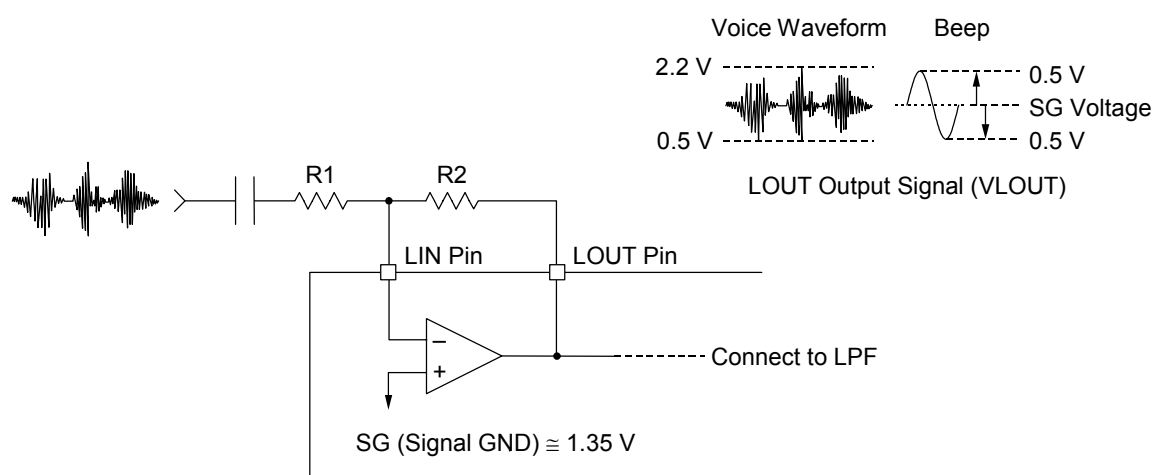 Voice Waveform Beep
2.2 V
0.5 V
0.5 V
SG Voltage
0.5 V
LOUT Output Signal (VLOUT)
R1
R2
LIN Pin
LOUT Pin
−
+
Connect to LPF
SG (Signal GND) ≅ 1.35 V